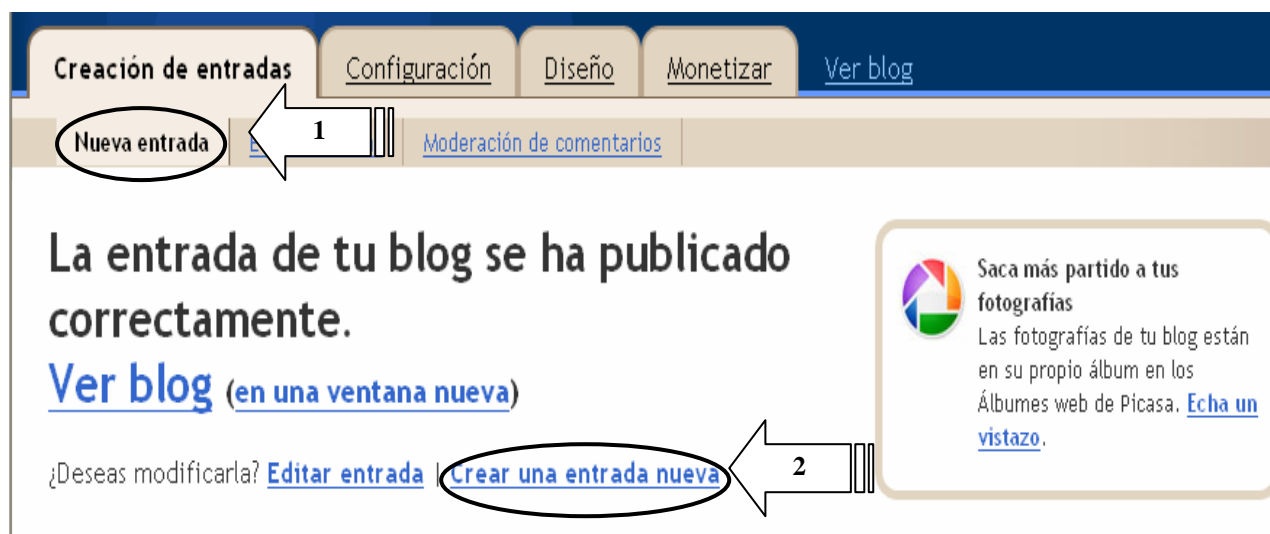 Creación de entradas Configuración Diseño Monetizar Ver blog
Nueva entrada 1 Moderación de comentarios
La entrada de tu blog se ha publicado
correctamente.
Ver blog (en una ventana nueva)
¿Deseas modificarla? Editar entrada | Crear una entrada nueva 2
Saca más partido a tus
fotografías
Las fotografías de tu blog están
en su propio álbum en los
Álbumes web de Picasa. Echa un
vistazo.